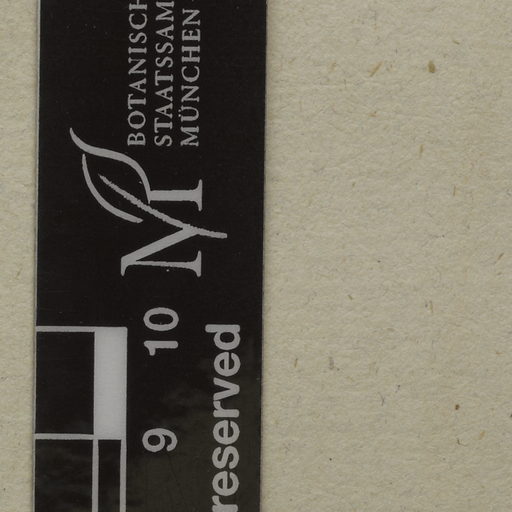 BOTANISCH
STAATSSAM
MÜNCHEN
M
9 10
reserved